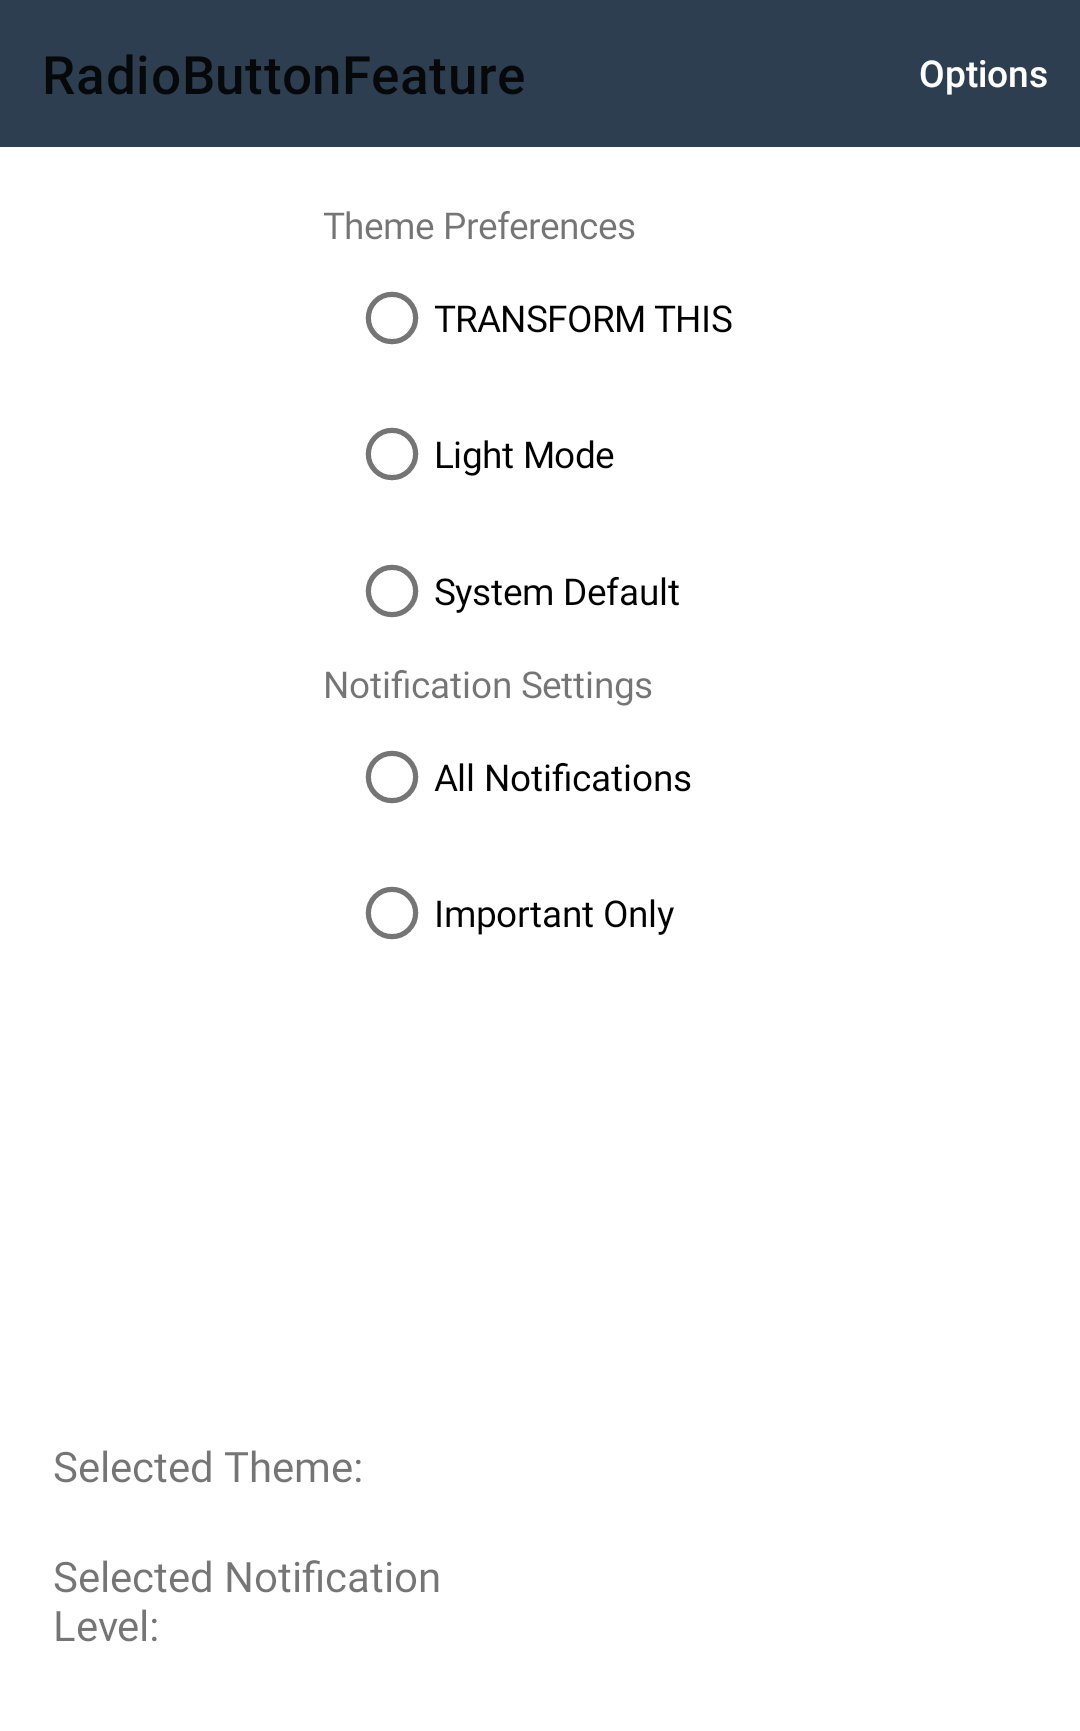 RadioButtonFeature
Options
Theme Preferences
TRANSFORM THIS
Light Mode
System Default
Notification Settings
All Notifications
Important Only
Selected Theme:
Selected Notification
Level: